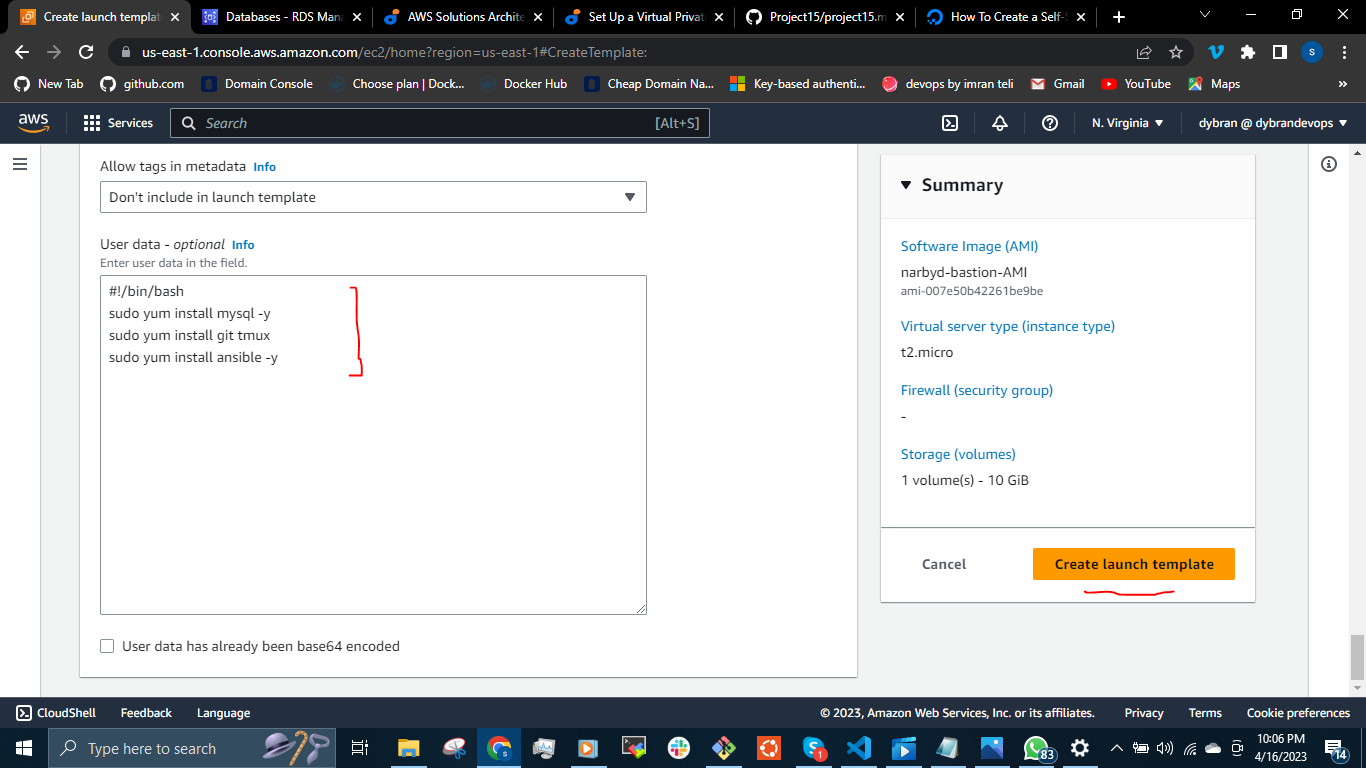 Create launch templat
Databases - RDS Mana
AWS Solutions Archite
Set Up a Virtual Privat
Project15/project15.m
How To Create a Self-S
us-east-1.console.aws.amazon.com/ec2/home?region=us-east-1#CreateTemplate:
s
New Tab
github.com
Domain Console
Choose plan | Dock...
Docker Hub
Cheap Domain Na...
Key-based authenti...
devops by imran teli
Gmail
YouTube
Maps
»
aws
Services
Search
[Alt+S]
N. Virginia
dybran @ dybrandevops
Allow tags in metadata Info
Don't include in launch template
User data - optional Info
Enter user data in the field.
#!/bin/bash
sudo yum install mysql -y
sudo yum install git tmux
sudo yum install ansible -y
User data has already been base64 encoded
Summary
Software Image (AMI)
narbyd-bastion-AMI
ami-007e50b42261be9be
Virtual server type (instance type)
t2.micro
Firewall (security group)
-
Storage (volumes)
1 volume(s) - 10 GiB
Cancel
Create launch template
CloudShell
Feedback
Language
© 2023, Amazon Web Services, Inc. or its affiliates.
Privacy
Terms
Cookie preferences
Type here to search
1
83
10:06 PM
4/16/2023
14